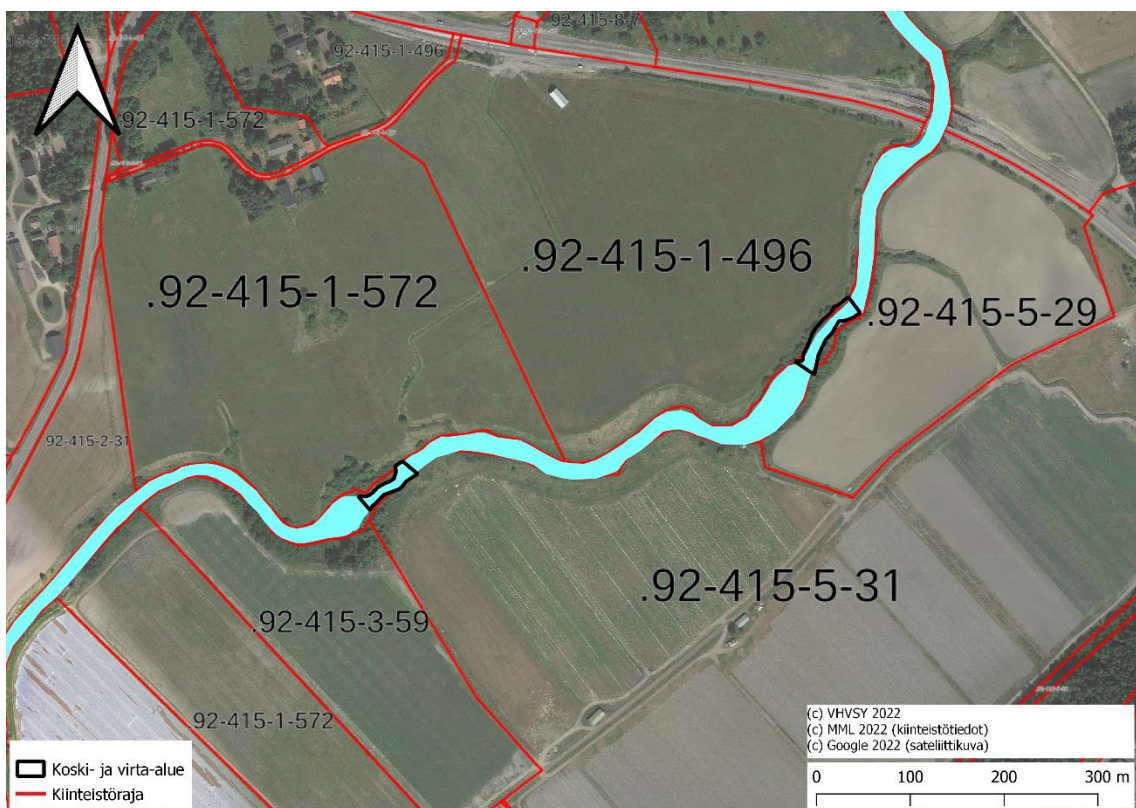 92-415-8-7
92-415-1-496
.92-415-1-572
.92-415-1-496
.92-415-1-572
.92-415-5-29
92-415-2-31
.92-415-5-31
.92-415-3-59
.92-415-1-572
Koski- ja virta-alue
Kiinteistöraja
(c) VHVSY 2022
(c) MML 2022 (kiinteistötiedot)
(c) Google 2022 (sateliittikuva)
0 100 200 300 m